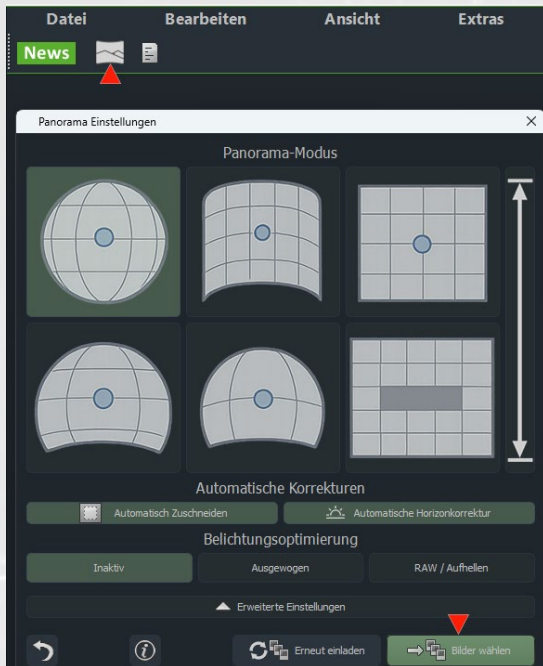 Datei Bearbeiten Ansicht Extras
News
Panorama Einstellungen
Panorama-Modus
Automatische Korrekturen
Automatisch Zuschneiden Automatische Horizonkorrektur
Belichtungsoptimierung
Inaktiv Ausgewogen RAW / Aufhellen
Erweiterte Einstellungen
Erneut einladen Bilder wählen